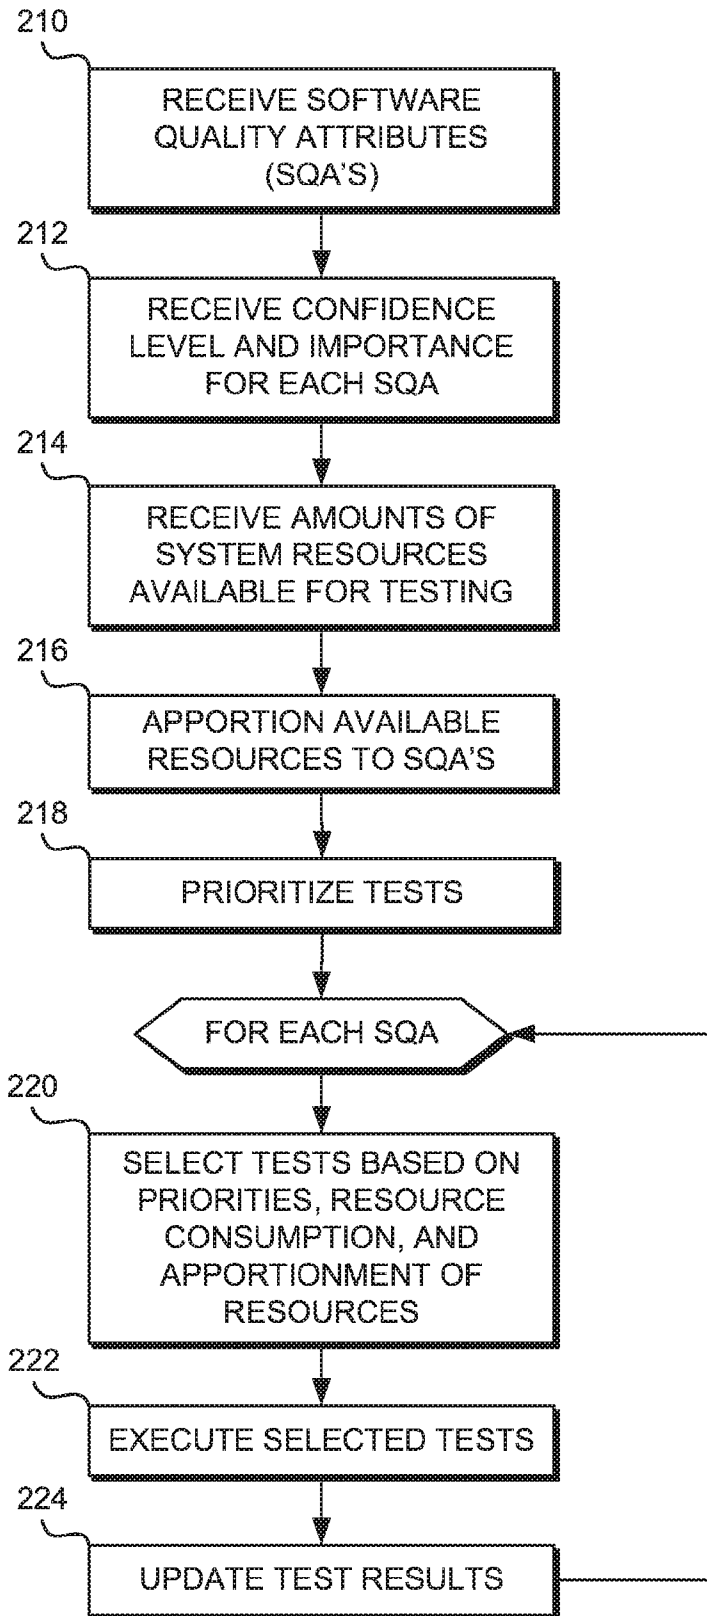 210
RECEIVE SOFTWARE
QUALITY ATTRIBUTES
(SQA'S)
212
RECEIVE CONFIDENCE
LEVEL AND IMPORTANCE
FOR EACH SQA
214
RECEIVE AMOUNTS OF
SYSTEM RESOURCES
AVAILABLE FOR TESTING
216
APPORTION AVAILABLE
RESOURCES TO SQA'S
218
PRIORITIZE TESTS
FOR EACH SQA
220
SELECT TESTS BASED ON
PRIORITIES, RESOURCE
CONSUMPTION, AND
APPORTIONMENT OF
RESOURCES
222
EXECUTE SELECTED TESTS
224
UPDATE TEST RESULTS